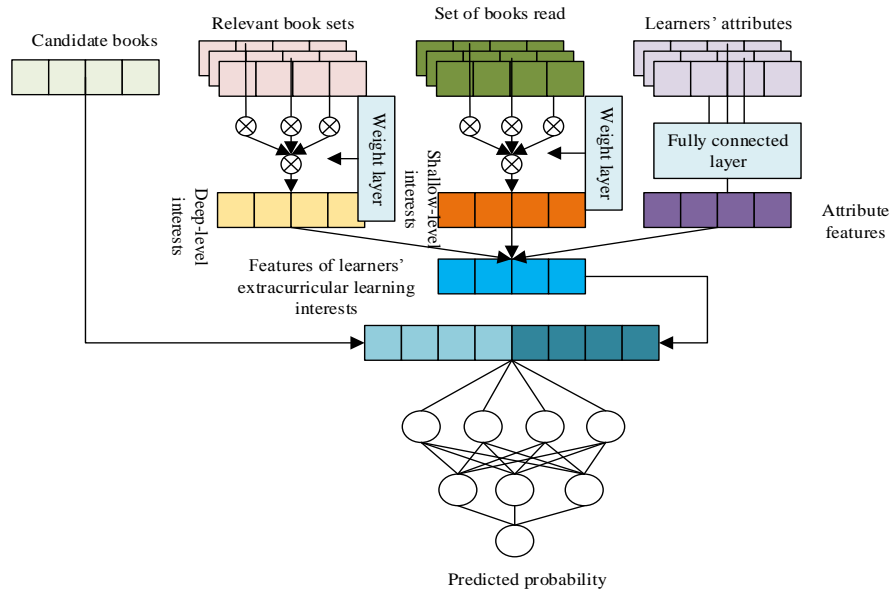 Candidate books
Relevant book sets
Set of books read
Learners' attributes
Weight layer
Weight layer
Fully connected
layer
Deep-level
interests
Shallow-level
interests
Attribute
features
Features of learners'
extracurricular learning
interests
Predicted probability